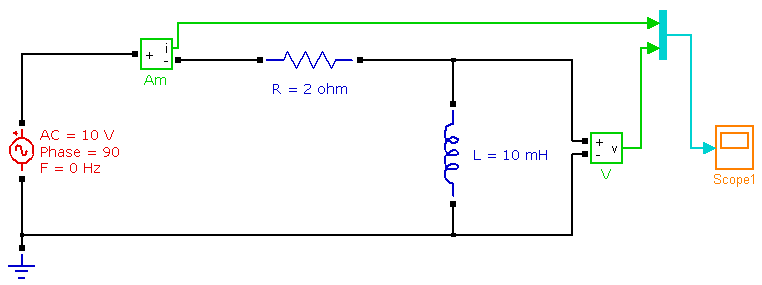 + i
-
Am
R = 2 ohm
AC = 10 V
Phase = 90
F = 0 Hz
+
L = 10 mH
+ v
-
V
Scope1